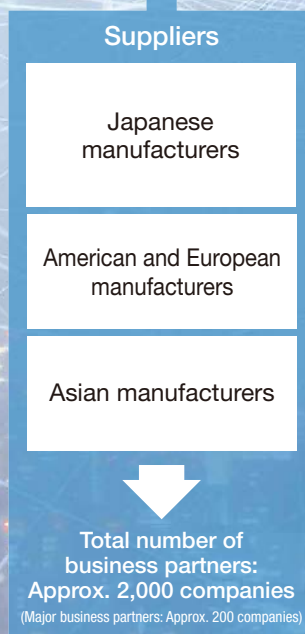 Suppliers
Japanese
manufacturers
American and European
manufacturers
Asian manufacturers
Total number of
business partners:
Approx. 2,000 companies
(Major business partners: Approx. 200 companies)